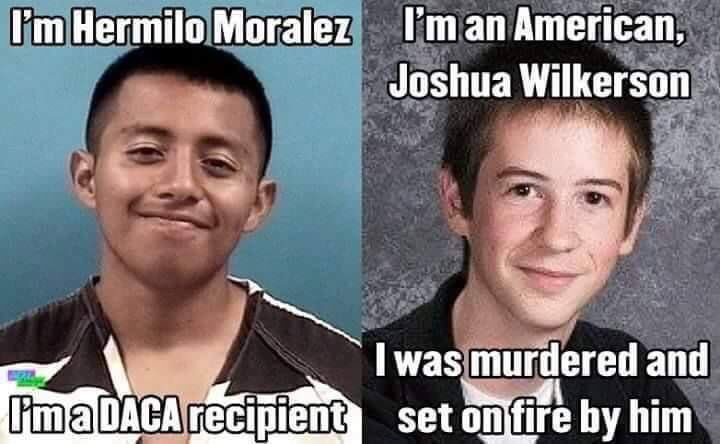 I'm Hermilo Moralez
I'm a DACA recipient
I'm an American,
Joshua Wilkerson
I was murdered and
set on fire by him